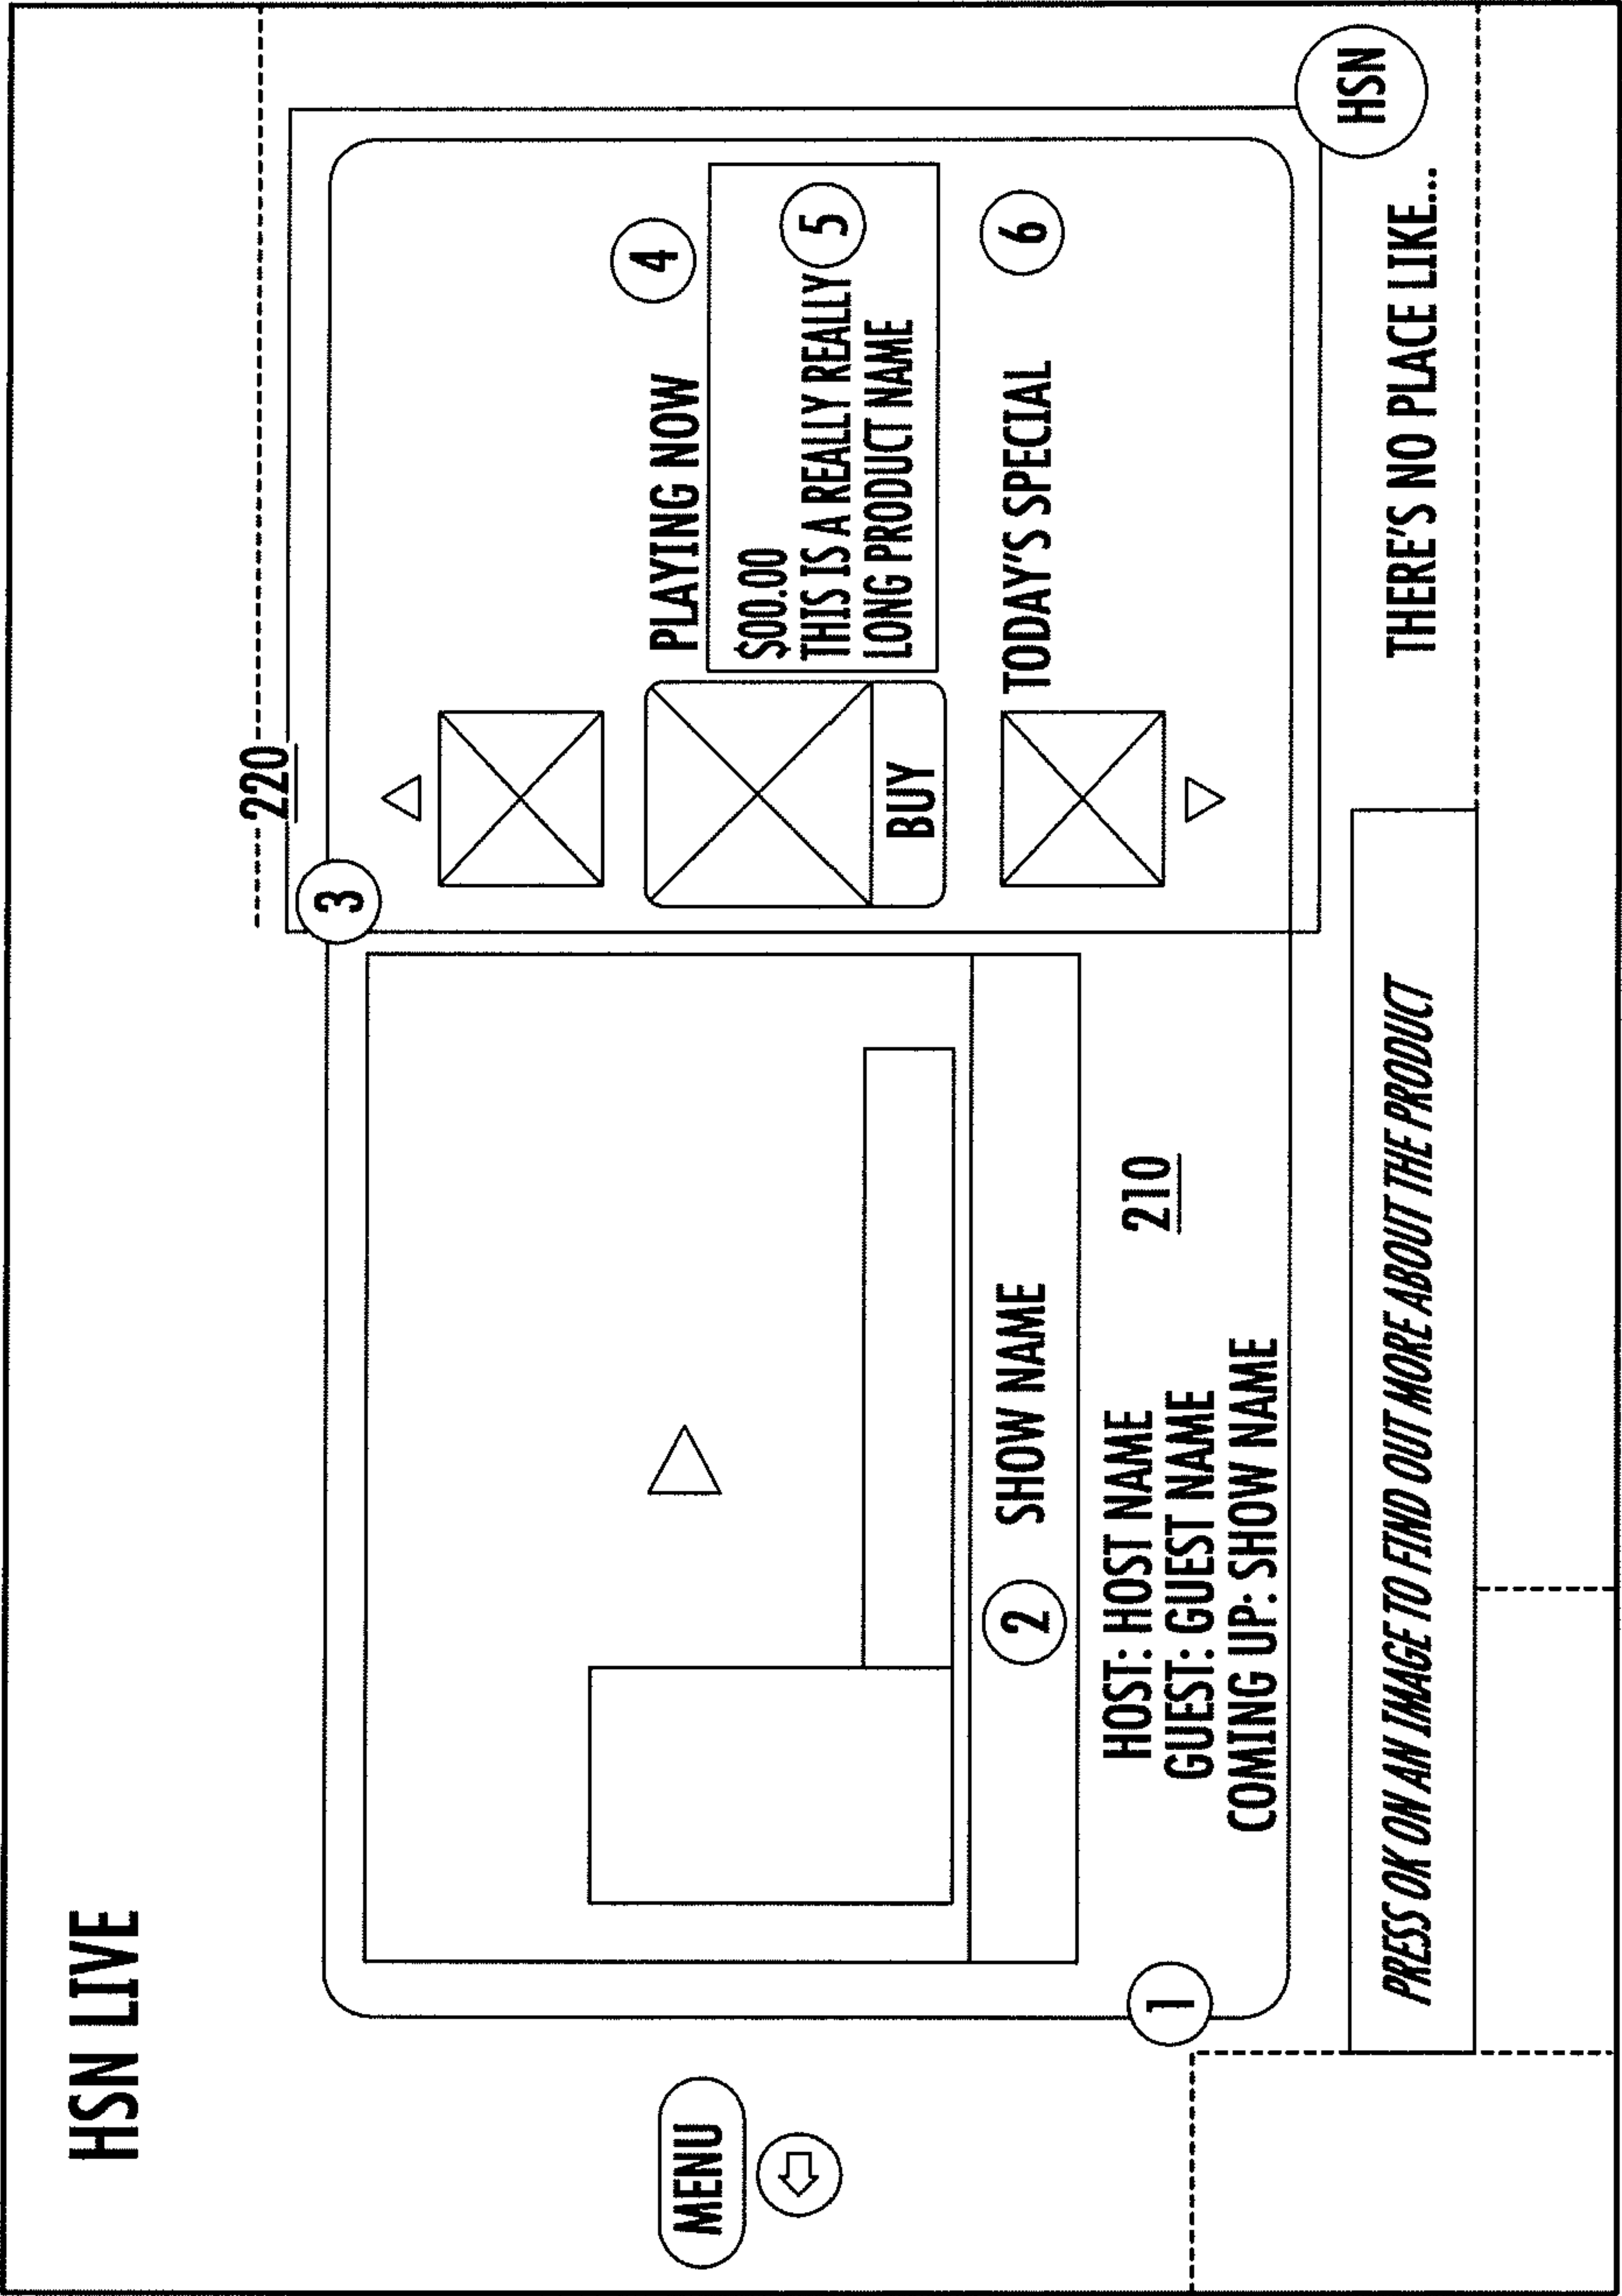 HSN LIVE
MENU
1
2
SHOW NAME
HOST: HOST NAME
GUEST: GUEST NAME
COMING UP: SHOW NAME
210
220
3
PLAYING NOW
4
$00.00
THIS IS A REALLY REALLY
LONG PRODUCT NAME
5
BUY
TODAY'S SPECIAL
6
PRESS OK ON AN IMAGE TO FIND OUT MORE ABOUT THE PRODUCT
THERE'S NO PLACE LIKE...
HSN